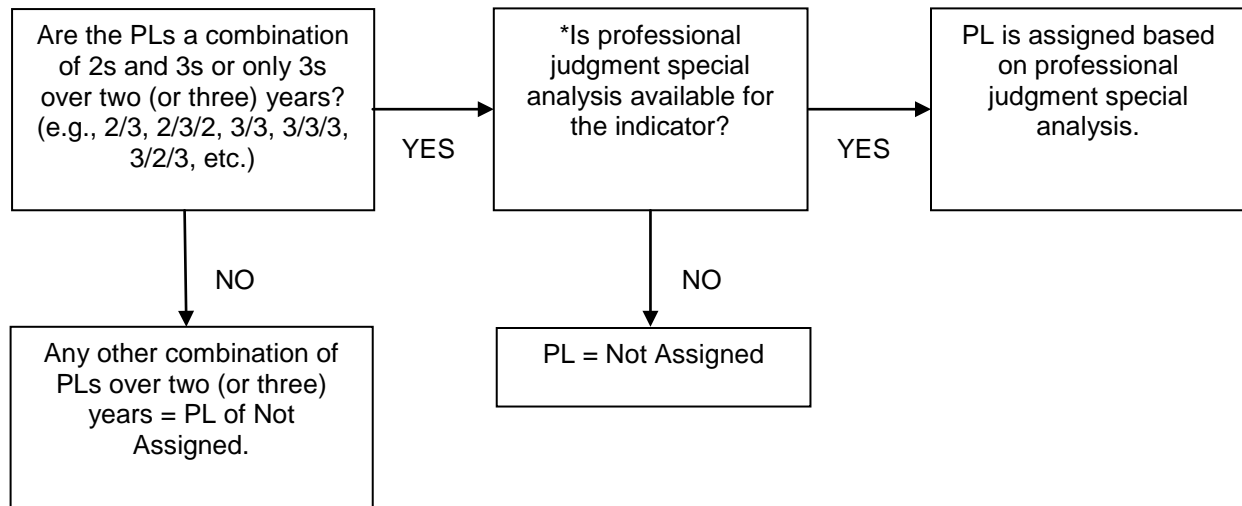 Are the PLs a combination
of 2s and 3s or only 3s
over two (or three) years?
(e.g., 2/3, 2/3/2, 3/3, 3/3/3,
3/2/3, etc.)
YES
*Is professional
judgment special
analysis available for
the indicator?
YES
PL is assigned based
on professional
judgment special
analysis.
NO
Any other combination of
PLs over two (or three)
years = PL of Not
Assigned.
NO
PL = Not Assigned